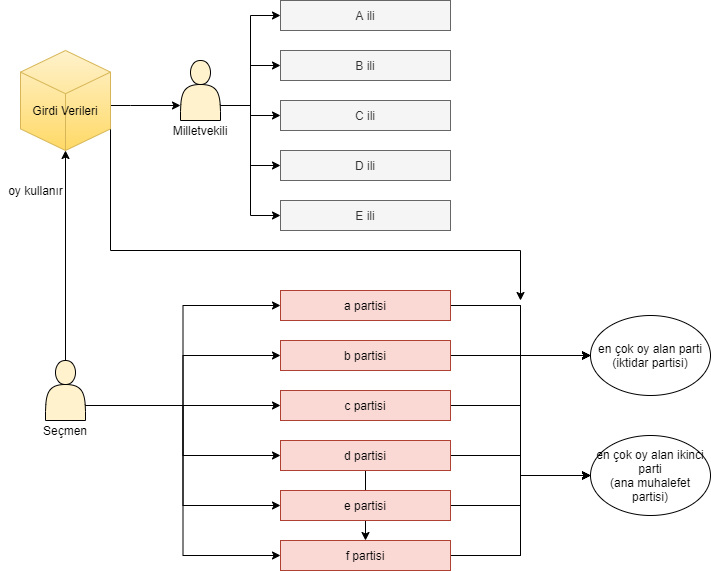 A ili
B ili
Girdi Verileri
C ili
Milletvekili
D ili
oy kullanır
E ili
a partisi
en çok oy alan parti
(iktidar partisi)
b partisi
c partisi
Seçmen
d partisi
en çok oy alan ikinci
parti
(ana muhalefet
partisi)
e partisi
f partisi